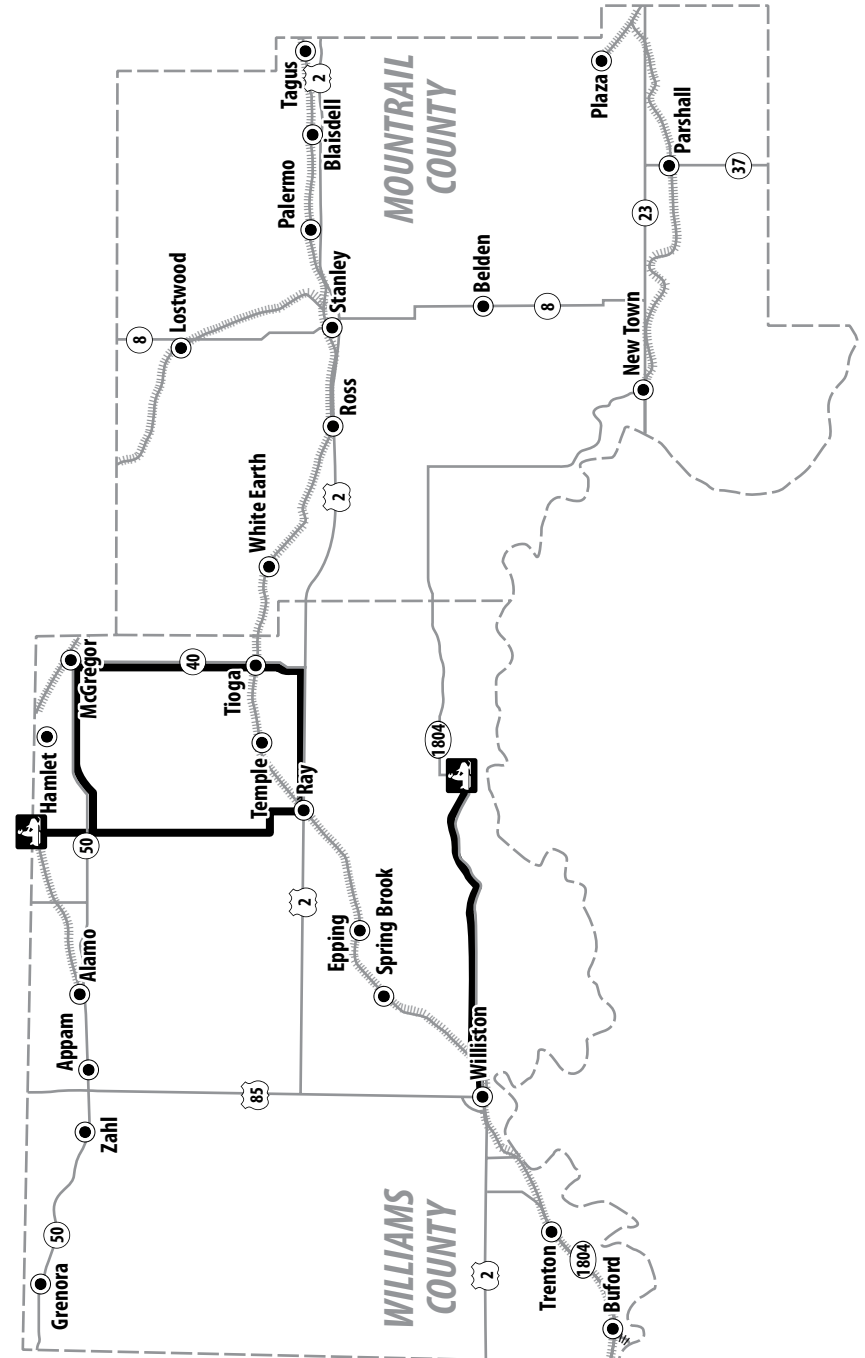 Hamlet
Grenora
50
Appam
Alamo
50
McGregor
Zahl
8
Lostwood
40
Tioga
85
Temple
White Earth
Palermo
Tagus
2
Ray
2
Epping
2
Ross
Stanley
Blaisdell
Spring Brook
WILLIAMS
COUNTY
MOUNTRAIL
COUNTY
1804
Williston
Belden
2
Trenton
8
1804
Plaza
Buford
New Town
23
Parshall
37